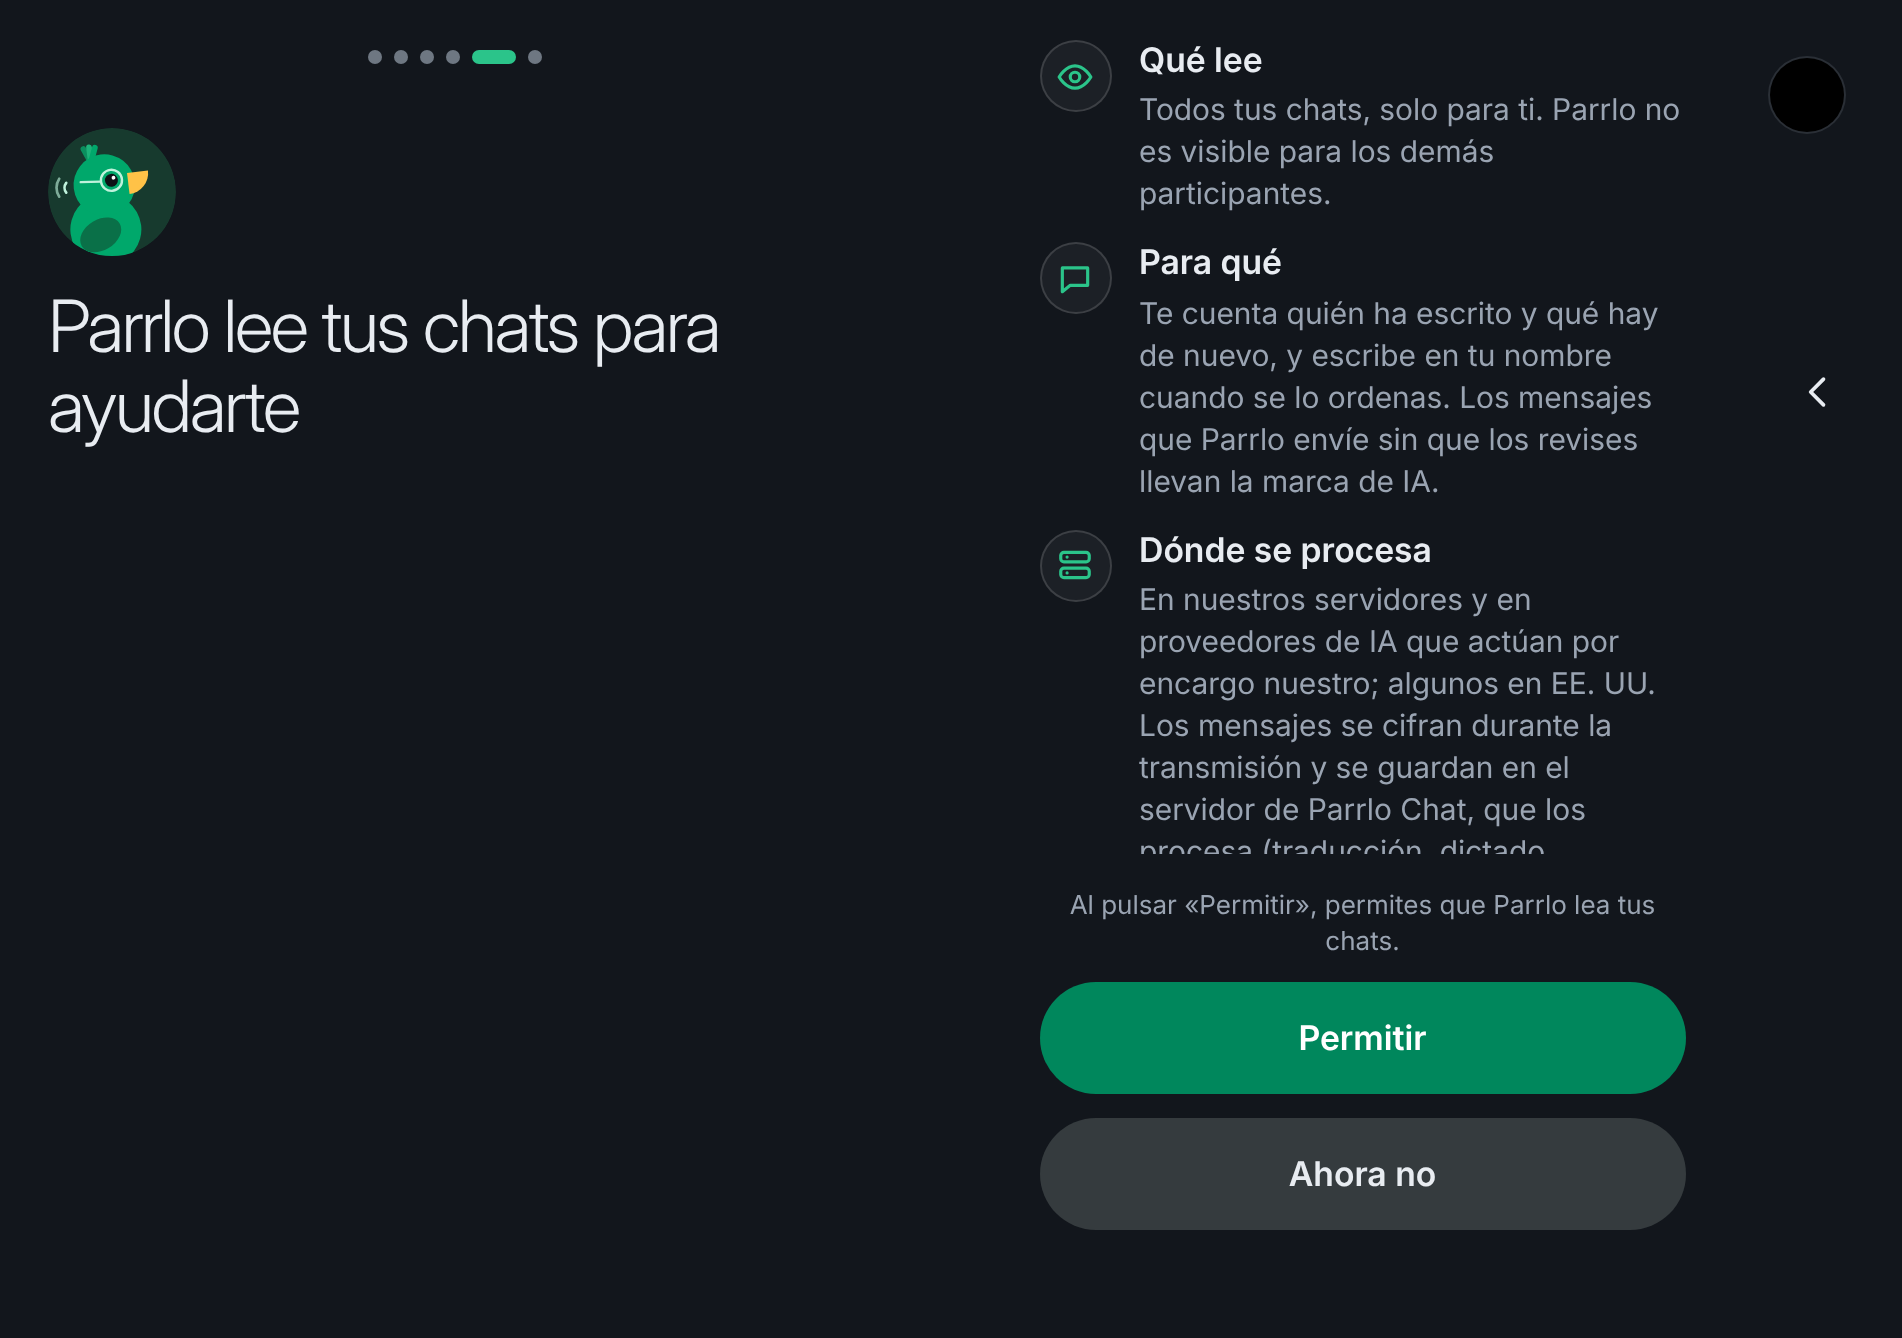 Parrlo lee tus chats para
ayudarte
Qué lee
Todos tus chats, solo para ti. Parrlo no
es visible para los demás
participantes.
Para qué
Te cuenta quién ha escrito y qué hay
de nuevo, y escribe en tu nombre
cuando se lo ordenas. Los mensajes
que Parrlo envíe sin que los revises
llevan la marca de IA.
Dónde se procesa
En nuestros servidores y en
proveedores de IA que actúan por
encargo nuestro; algunos en EE. UU.
Los mensajes se cifran durante la
transmisión y se guardan en el
servidor de Parrlo Chat, que los
procesa (traducción, dictado
Al pulsar «Permitir», permites que Parrlo lea tus
chats.
Permitir
Ahora no